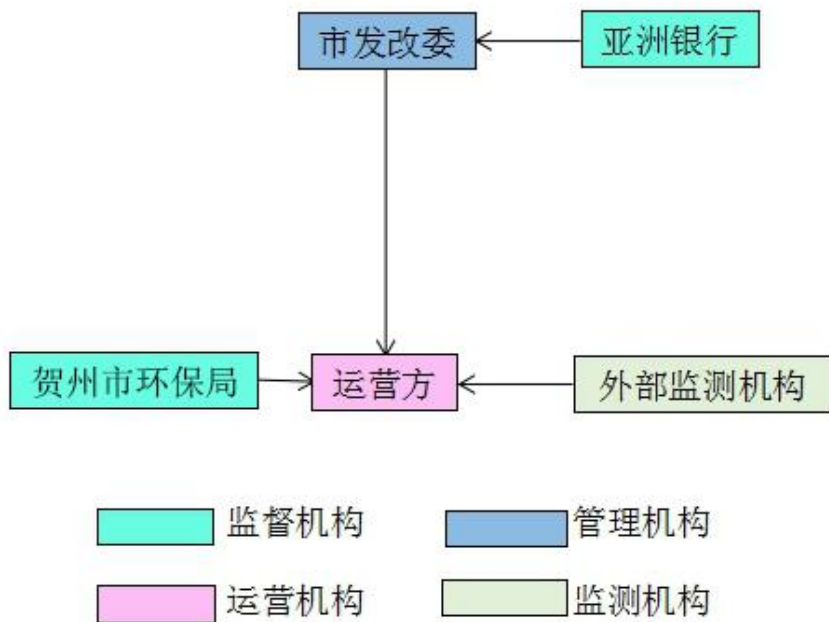 市发改委
亚洲银行
贺州市环保局
运营方
外部监测机构
监督机构
管理机构
运营机构
监测机构